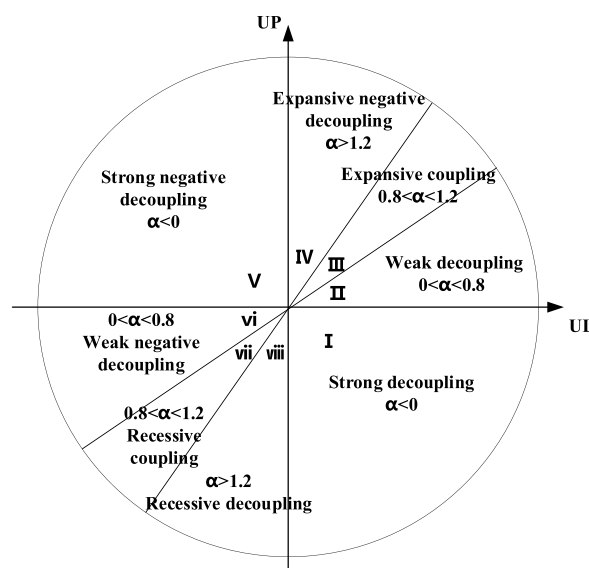 UP
Expansive negative
decoupling
α>1.2
Expansive coupling
0.8<α<1.2
Strong negative
decoupling
α<0
IV
III
Weak decoupling
0<α<0.8
V
II
UI
0<α<0.8
vi
Weak negative
decoupling
vii
viii
I
Strong decoupling
α<0
0.8<α<1.2
Recessive
coupling
α>1.2
Recessive decoupling